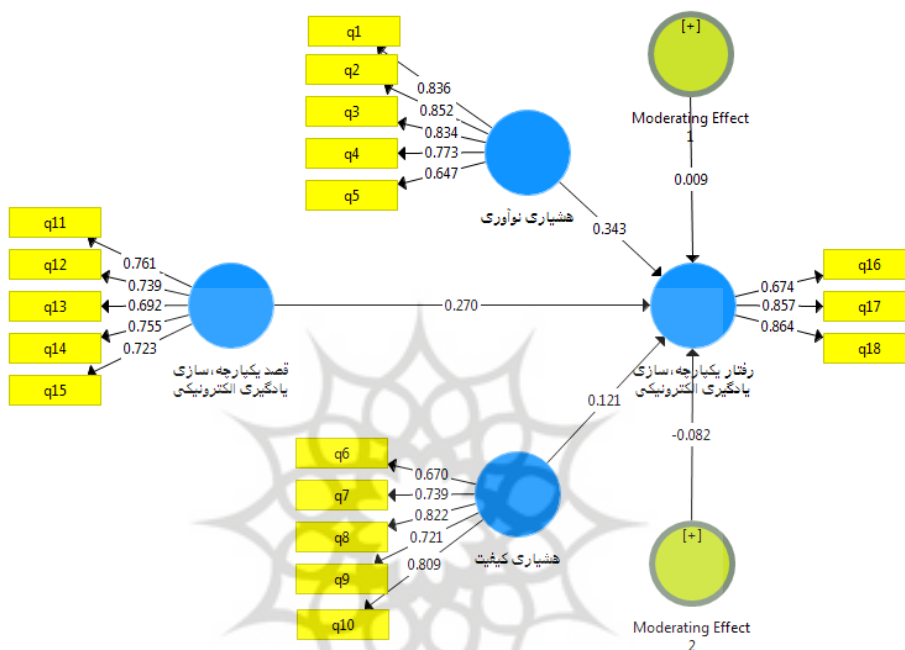 q1
q2
q3
q4
q5
0.836
0.852
0.834
0.773
0.647
هشیاری نوآوری
[+]
Moderating Effect
1
0.009
0.343
q11
q12
q13
q14
q15
0.761
0.739
0.692
0.755
0.723
قصد یکپارچه،سازی
یادگیری الکترونیکی
0.270
رفتار یکپارچه،سازی
یادگیری الکترونیکی
0.674
0.857
0.864
q16
q17
q18
0.121
-0.082
q6
q7
q8
q9
q10
0.670
0.739
0.822
0.721
0.809
هشیاری کیفیت
[+]
Moderating Effect
2